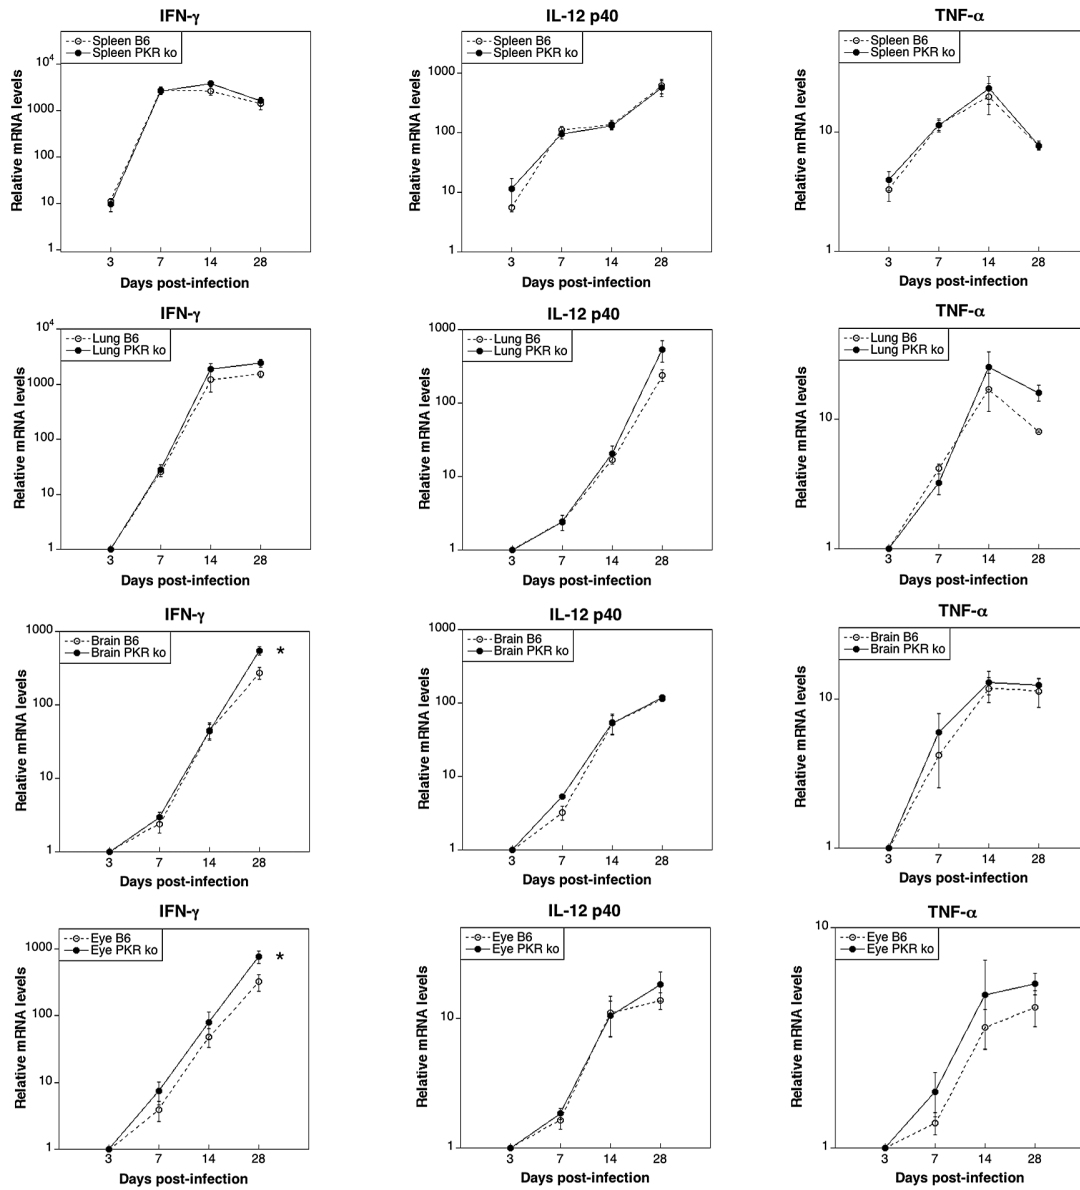 IFN-γ
Spleen B6
Spleen PKR ko
Relative mRNA levels
10⁴
1000
100
10
1
3 7 14 28
Days post-infection
IL-12 p40
Spleen B6
Spleen PKR ko
Relative mRNA levels
1000
100
10
1
3 7 14 28
Days post-infection
TNF-α
Spleen B6
Spleen PKR ko
Relative mRNA levels
10
1
3 7 14 28
Days post-infection
IFN-γ
Lung B6
Lung PKR ko
Relative mRNA levels
10⁴
1000
100
10
1
3 7 14 28
Days post-infection
IL-12 p40
Lung B6
Lung PKR ko
Relative mRNA levels
1000
100
10
1
3 7 14 28
Days post-infection
TNF-α
Lung B6
Lung PKR ko
Relative mRNA levels
10
1
3 7 14 28
Days post-infection
IFN-γ
Brain B6
Brain PKR ko
Relative mRNA levels
1000
100
10
1
*
3 7 14 28
Days post-infection
IL-12 p40
Brain B6
Brain PKR ko
Relative mRNA levels
1000
100
10
1
3 7 14 28
Days post-infection
TNF-α
Brain B6
Brain PKR ko
Relative mRNA levels
10
1
3 7 14 28
Days post-infection
IFN-γ
Eye B6
Eye PKR ko
Relative mRNA levels
1000
100
10
1
*
3 7 14 28
Days post-infection
IL-12 p40
Eye B6
Eye PKR ko
Relative mRNA levels
10
1
3 7 14 28
Days post-infection
TNF-α
Eye B6
Eye PKR ko
Relative mRNA levels
10
1
3 7 14 28
Days post-infection